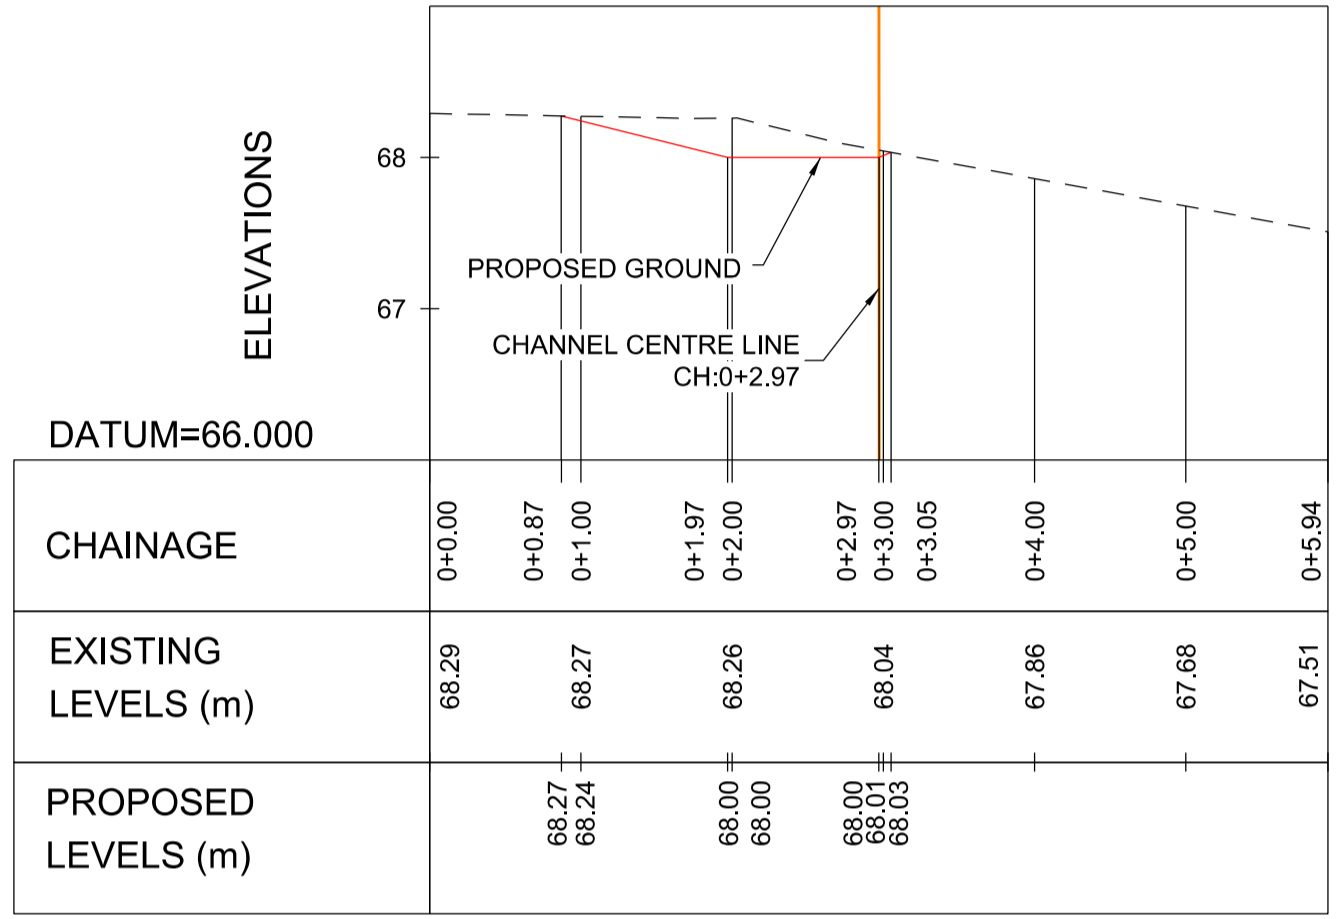 ELEVATIONS
68
67
PROPOSED GROUND
CHANNEL CENTRE LINE
CH:0+2.97
DATUM=66.000
CHAINAGE
0+0.00
0+0.87
0+1.00
0+1.97
0+2.00
0+2.97
0+3.00
0+3.05
0+4.00
0+5.00
0+5.94
EXISTING
LEVELS (m)
68.29
68.27
68.26
68.04
67.86
67.68
67.51
PROPOSED
LEVELS (m)
68.27
68.24
68.00
68.00
68.00
68.01
68.03